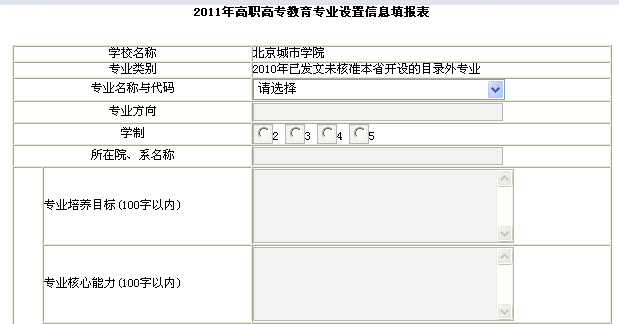 2011年高职高专教育专业设置信息填报表
学校名称 北京城市学院
专业类别 2010年已发文未核准本省开设的目录外专业
专业名称与代码 请选择
专业方向
学制 2 3 4 5
所在院、系名称
专业培养目标(100字以内)
专业核心能力(100字以内)